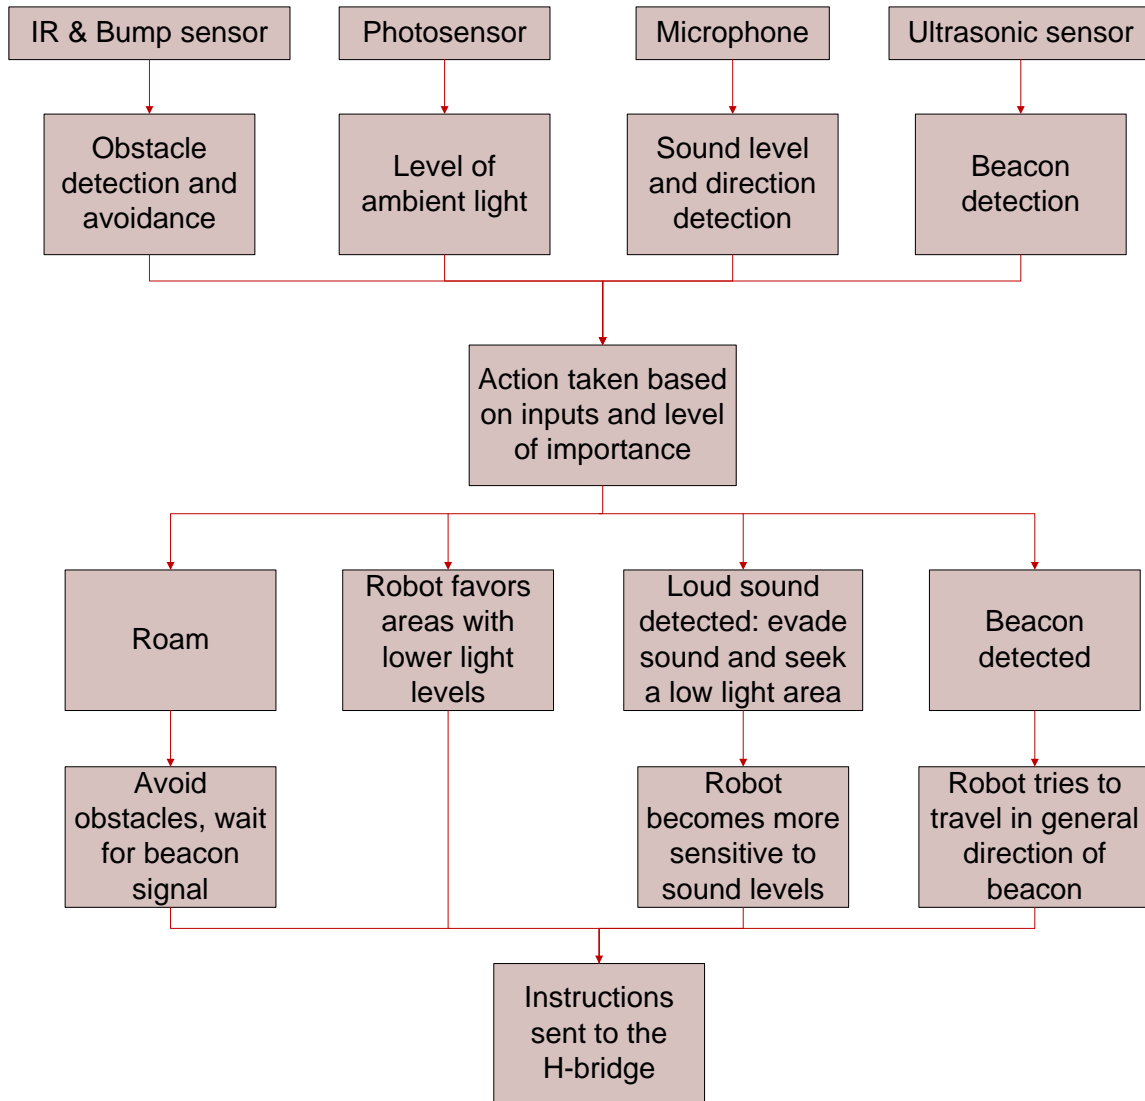 IR & Bump sensor
Photosensor
Microphone
Ultrasonic sensor
Obstacle
detection and
avoidance
Level of
ambient light
Sound level
and direction
detection
Beacon
detection
Action taken based
on inputs and level
of importance
Roam
Robot favors
areas with
lower light
levels
Loud sound
detected: evade
sound and seek
a low light area
Beacon
detected
Avoid
obstacles, wait
for beacon
signal
Robot
becomes more
sensitive to
sound levels
Robot tries to
travel in general
direction of
beacon
Instructions
sent to the
H-bridge